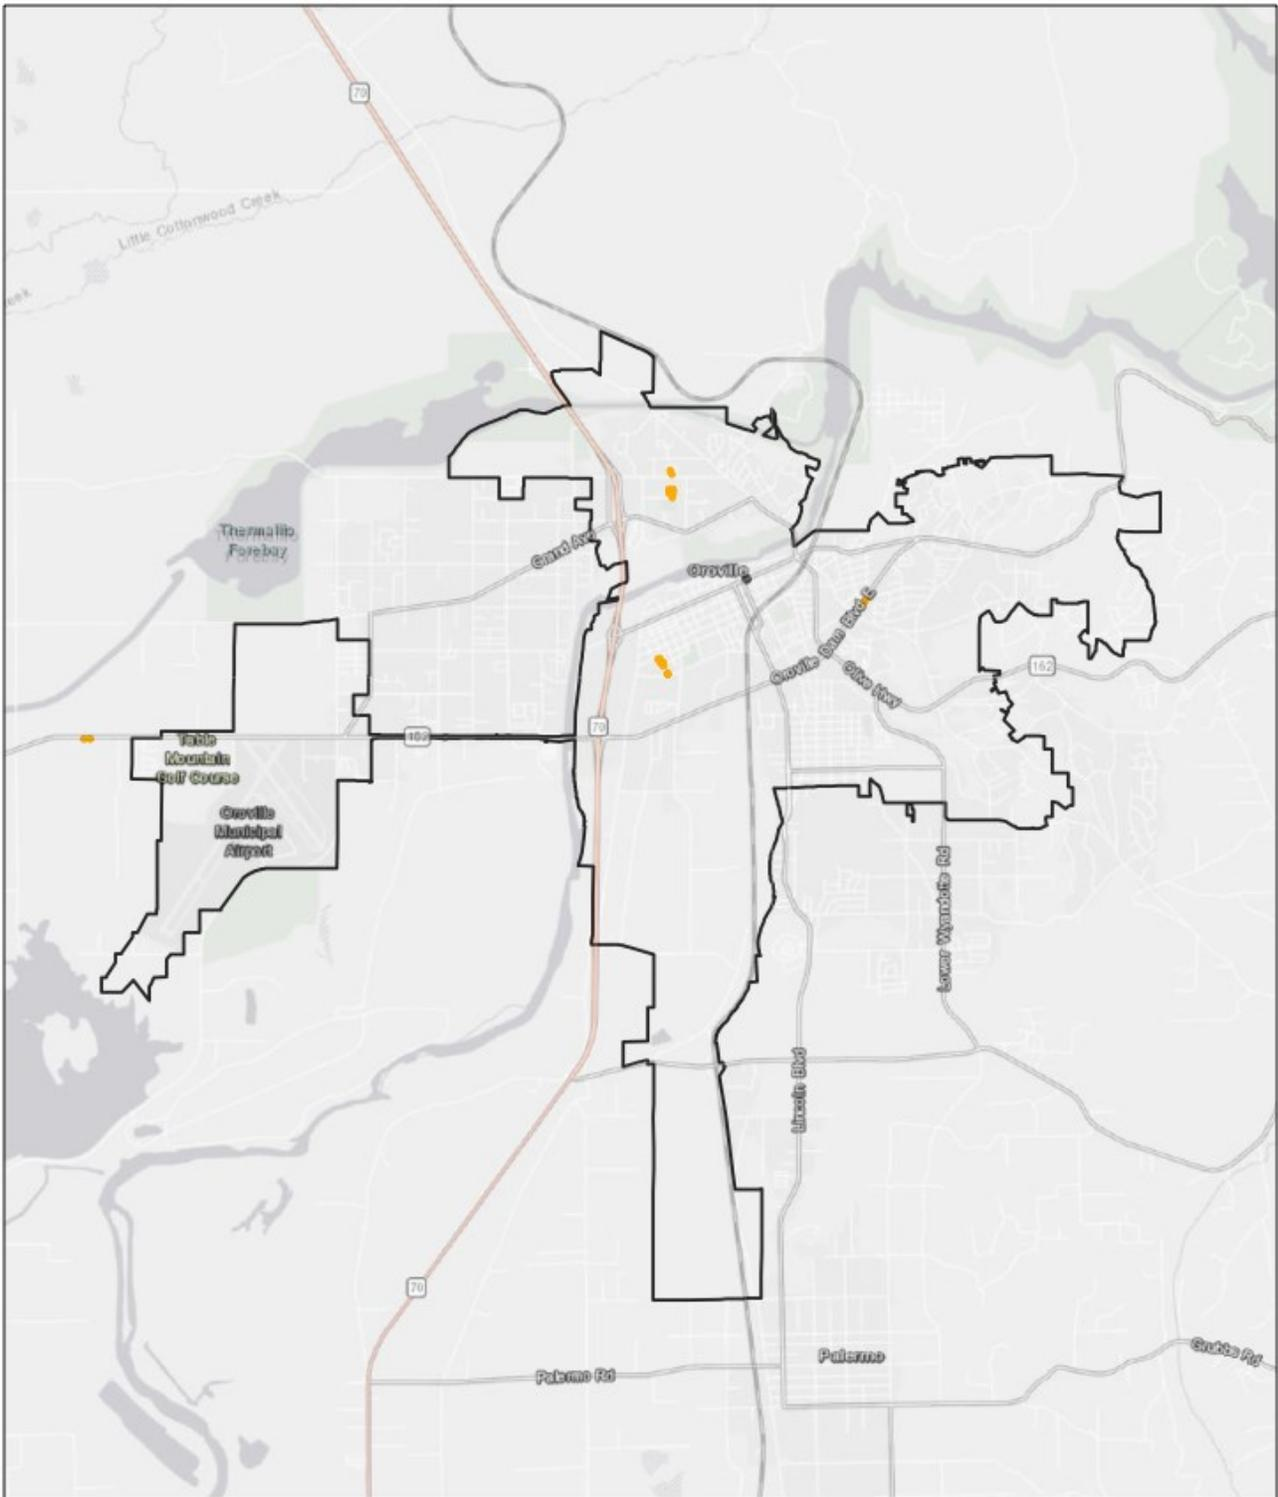 70
Little Cottonwood Creek
eek
Thermalito
Forebay
Grand Ave
Oroville
Oroville Dam Blvd E
Olive Hwy
162
70
162
Table
Mountain
Golf Course
Oroville
Municipal
Airport
Lower Wyandotte Rd
Lincoln Blvd
70
Palermo
Grubbs Rd
Palermo Rd